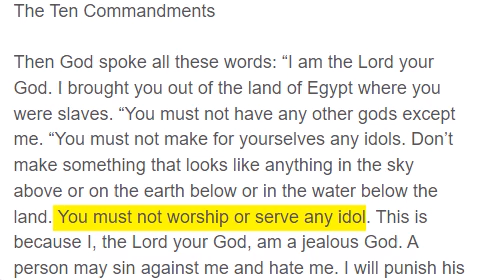 The Ten Commandments
Then God spoke all these words: “I am the Lord your
God. I brought you out of the land of Egypt where you
were slaves. “You must not have any other gods except
me. “You must not make for yourselves any idols. Don’t
make something that looks like anything in the sky
above or on the earth below or in the water below the
land. You must not worship or serve any idol. This is
because I, the Lord your God, am a jealous God. A
person may sin against me and hate me. I will punish his